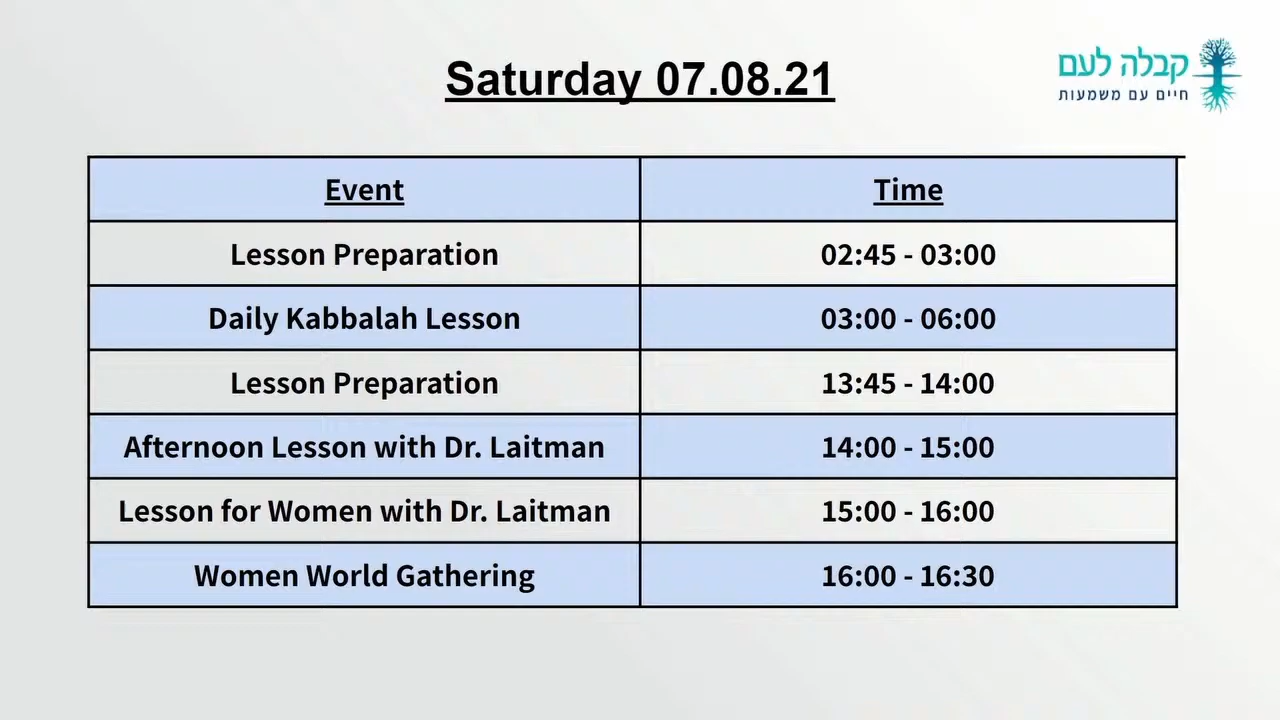 Saturday 07.08.21
קבלה לעם
חיים עם משמעות
Event Time
Lesson Preparation 02:45 - 03:00
Daily Kabbalah Lesson 03:00 - 06:00
Lesson Preparation 13:45 - 14:00
Afternoon Lesson with Dr. Laitman 14:00 - 15:00
Lesson for Women with Dr. Laitman 15:00 - 16:00
Women World Gathering 16:00 - 16:30